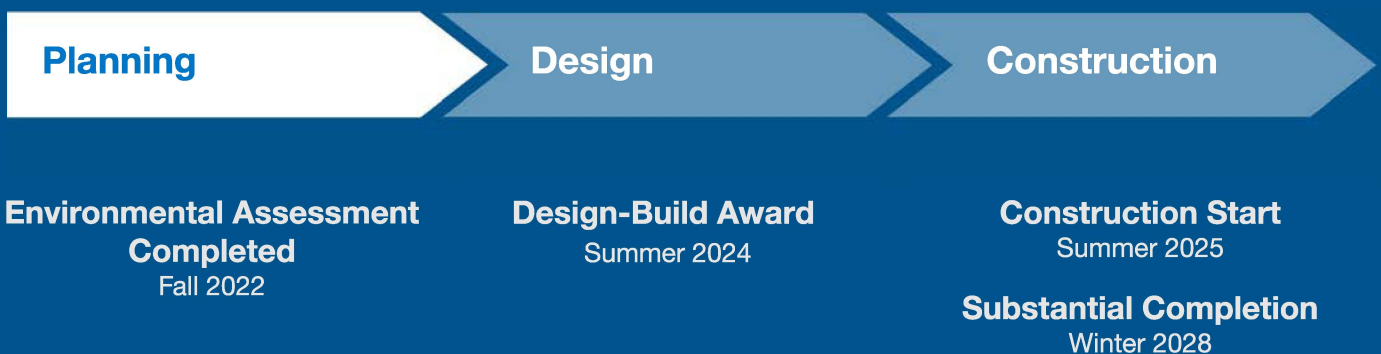 Planning
Design
Construction
Environmental Assessment
Completed
Fall 2022
Design-Build Award
Summer 2024
Construction Start
Summer 2025
Substantial Completion
Winter 2028